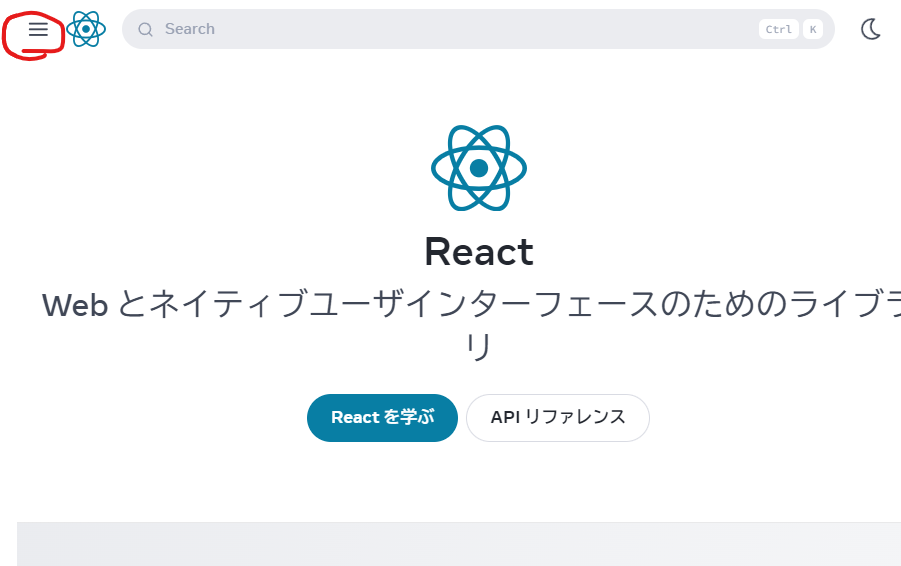 Search
Ctrl K
React
Web とネイティブユーザインターフェースのためのライブラ
リ
React を学ぶ
API リファレンス